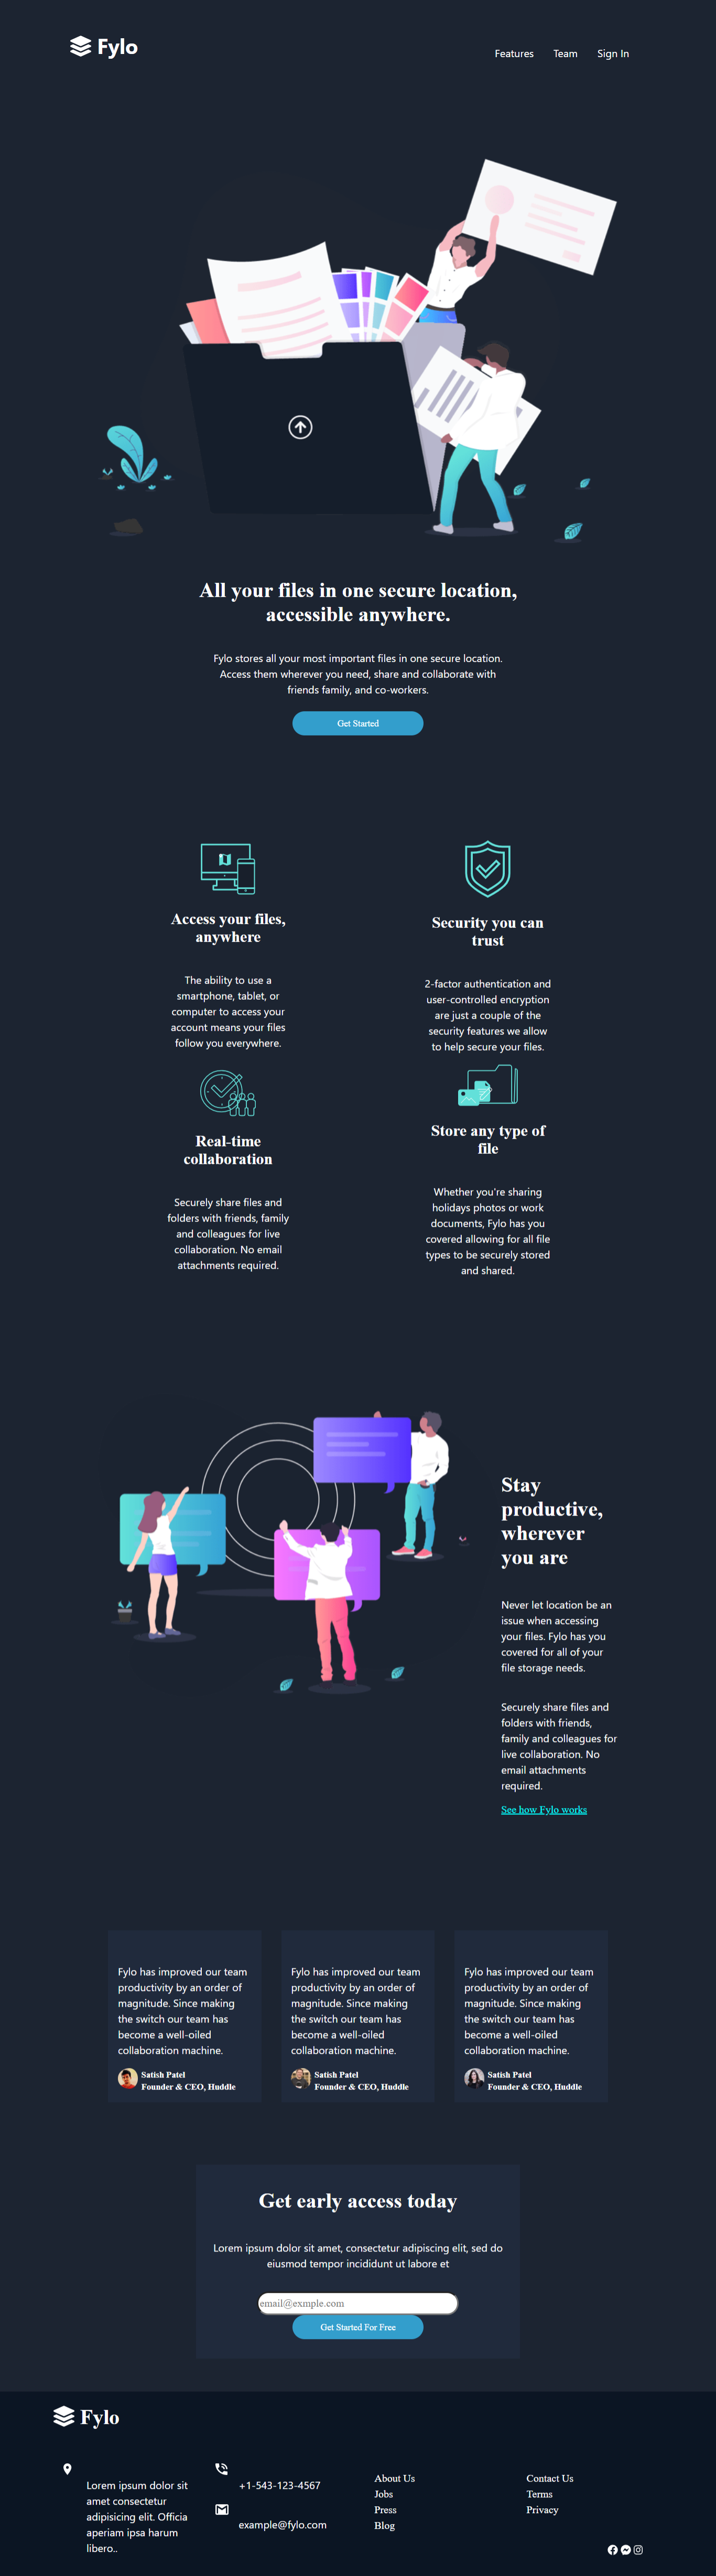 Fylo
Features Team Sign In
All your files in one secure location,
accessible anywhere.
Fylo stores all your most important files in one secure location.
Access them wherever you need, share and collaborate with
friends family, and co-workers.
Get Started
Access your files,
anywhere
The ability to use a
smartphone, tablet, or
computer to access your
account means your files
follow you everywhere.
Security you can
trust
2-factor authentication and
user-controlled encryption
are just a couple of the
security features we allow
to help secure your files.
Real-time
collaboration
Securely share files and
folders with friends, family
and colleagues for live
collaboration. No email
attachments required.
Store any type of
file
Whether you're sharing
holidays photos or work
documents, Fylo has you
covered allowing for all file
types to be securely stored
and shared.
Stay
productive,
wherever
you are
Never let location be an
issue when accessing
your files. Fylo has you
covered for all of your
file storage needs.
Securely share files and
folders with friends,
family and colleagues for
live collaboration. No
email attachments
required.
See how Fylo works
Fylo has improved our team
productivity by an order of
magnitude. Since making
the switch our team has
become a well-oiled
collaboration machine.
Satish Patel
Founder & CEO, Huddle
Fylo has improved our team
productivity by an order of
magnitude. Since making
the switch our team has
become a well-oiled
collaboration machine.
Satish Patel
Founder & CEO, Huddle
Fylo has improved our team
productivity by an order of
magnitude. Since making
the switch our team has
become a well-oiled
collaboration machine.
Satish Patel
Founder & CEO, Huddle
Get early access today
Lorem ipsum dolor sit amet, consectetur adipiscing elit, sed do
eiusmod tempor incididunt ut labore et
email@exmple.com
Get Started For Free
Fylo
Lorem ipsum dolor sit
amet consectetur
adipisicing elit. Officia
aperiam ipsa harum
libero..
+1-543-123-4567
example@fylo.com
About Us
Jobs
Press
Blog
Contact Us
Terms
Privacy